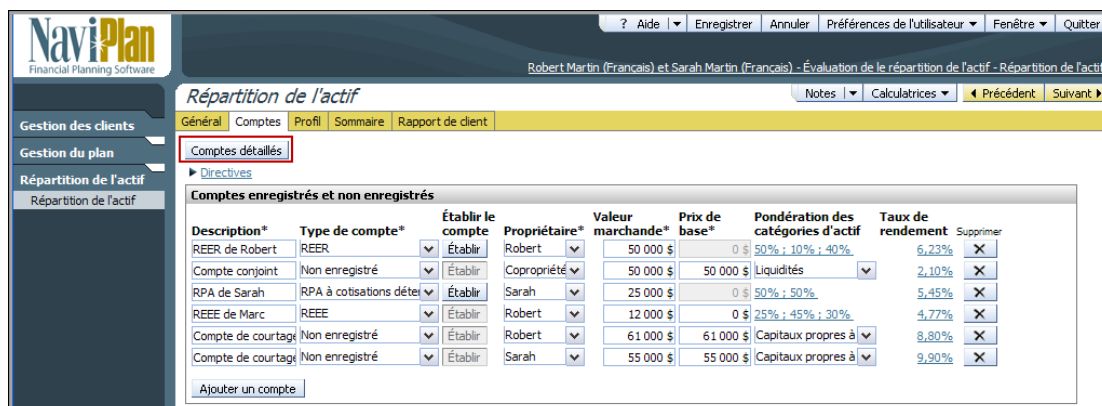 NaviPlan
Financial Planning Software
? Aide Enregistrer Annuler Préférences de l'utilisateur Fenêtre Quitter
Robert Martin (Français) et Sarah Martin (Français) - Évaluation de le répartition de l'actif - Répartition de l'actif
Répartition de l'actif
Notes Calculatrices Précédent Suivant
Gestion des clients
Gestion du plan
Répartition de l'actif
Répartition de l'actif
Général Comptes Profil Sommaire Rapport de client
Comptes détaillés
Directives
Comptes enregistrés et non enregistrés
Description* Type de compte* Établir le compte Propriétaire* Valeur marchande* Prix de base* Pondération des catégories d'actif Taux de rendement Supprimer
REER de Robert REER Établir Robert 50 000 $ 0 $ 50% ; 10% ; 40% 6,23% X
Compte conjoint Non enregistré Établir Copropriété 50 000 $ 50 000 $ Liquidités 2,10% X
RPA de Sarah RPA à cotisations déter Établir Sarah 25 000 $ 0 $ 50% ; 50% 5,45% X
REEE de Marc REEE Établir Robert 12 000 $ 0 $ 25% ; 45% ; 30% 4,77% X
Compte de courtage Non enregistré Établir Robert 61 000 $ 61 000 $ Capitaux propres à 8,80% X
Compte de courtage Non enregistré Établir Sarah 55 000 $ 55 000 $ Capitaux propres à 9,90% X
Ajouter un compte